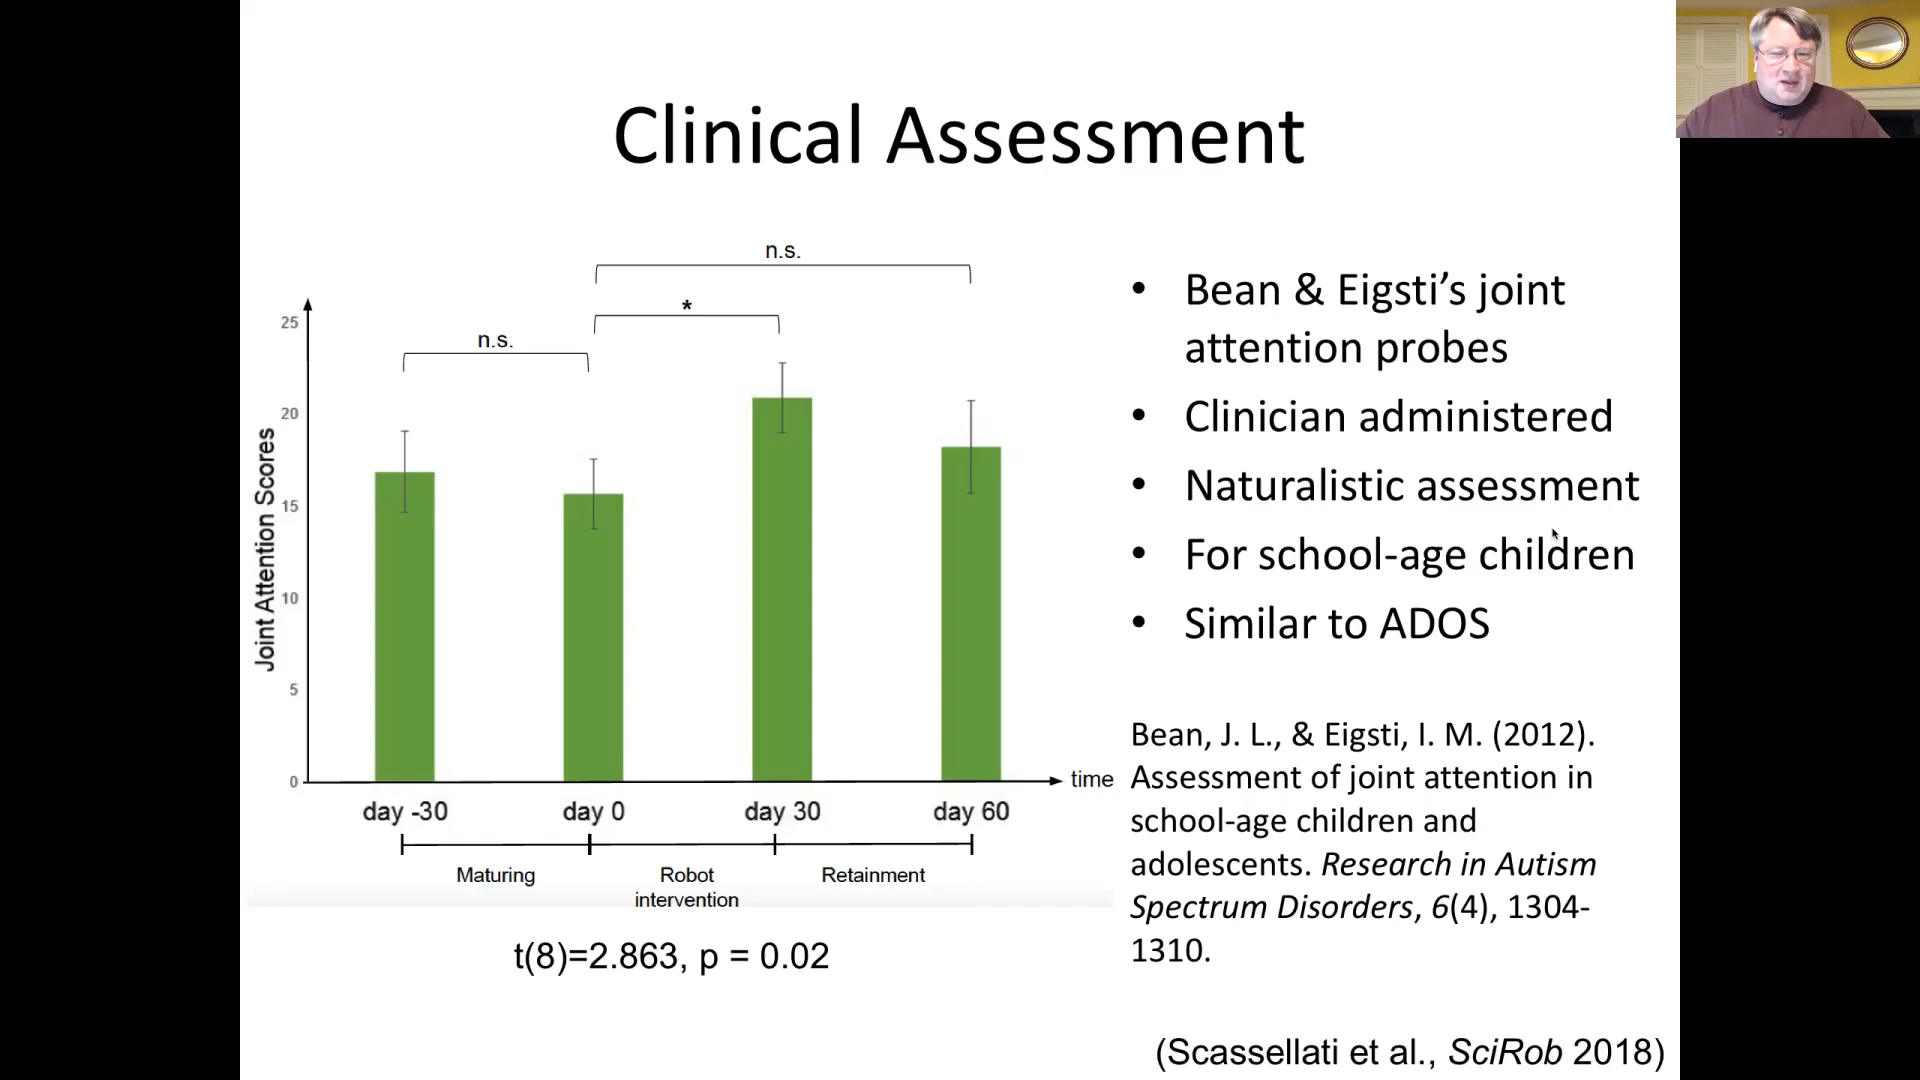 Clinical Assessment
n.s.
*
n.s.
25
20
15
10
5
0
Joint Attention Scores
time
day -30 day 0 day 30 day 60
Maturing Robot Retainment
intervention
t(8)=2.863, p = 0.02
• Bean & Eigsti’s joint
attention probes
• Clinician administered
• Naturalistic assessment
• For school-age children
• Similar to ADOS
Bean, J. L., & Eigsti, I. M. (2012).
Assessment of joint attention in
school-age children and
adolescents. Research in Autism
Spectrum Disorders, 6(4), 1304-
1310.
(Scassellati et al., SciRob 2018)